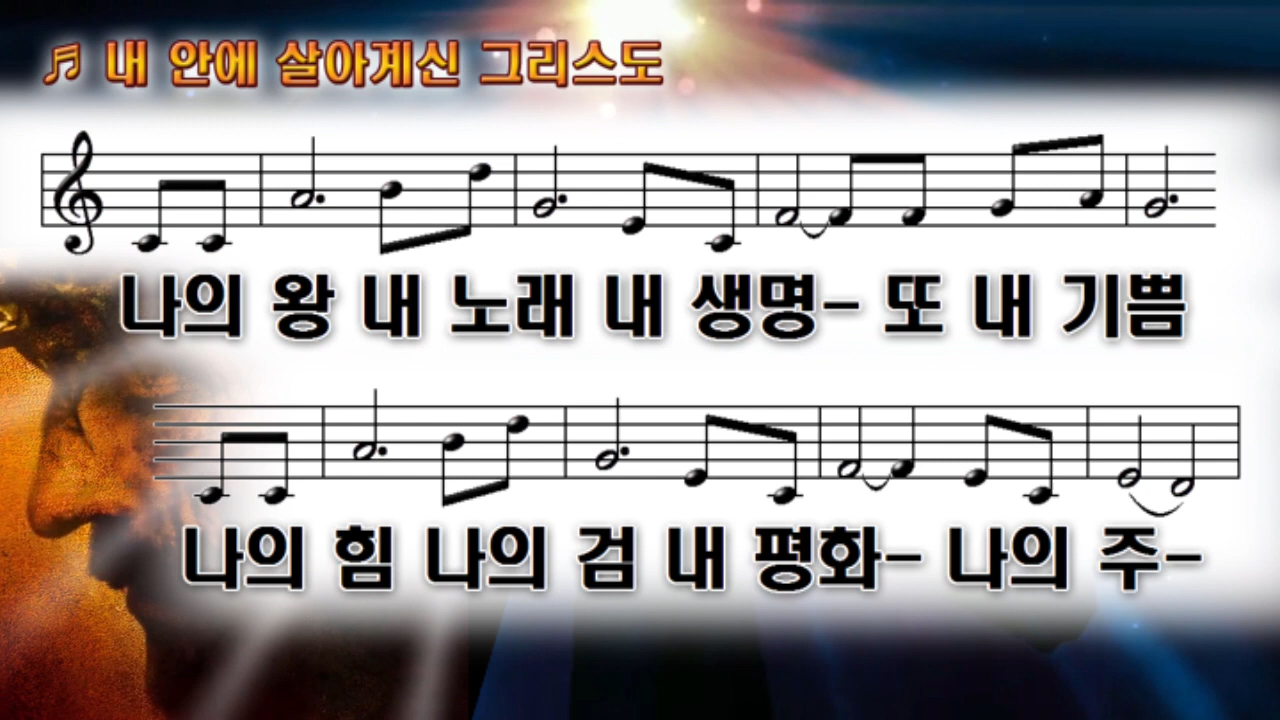 ♬ 내 안에 살아계신 그리스도
나의 왕 내 노래 내 생명- 또 내 기쁨
나의 힘 나의 검 내 평화- 나의 주-